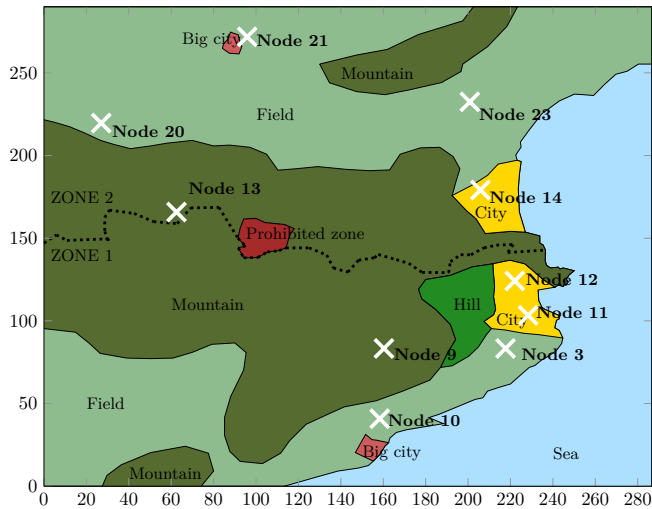 Big city
Node 21
Mountain
Field
Node 23
Node 20
Node 13
ZONE 2
Node 14
City
Prohibited zone
ZONE 1
Node 12
Mountain
Hill
City
Node 11
Node 9
Node 3
Field
Node 10
Big city
Sea
Mountain
250
200
150
100
50
0
0 20 40 60 80 100 120 140 160 180 200 220 240 260 280